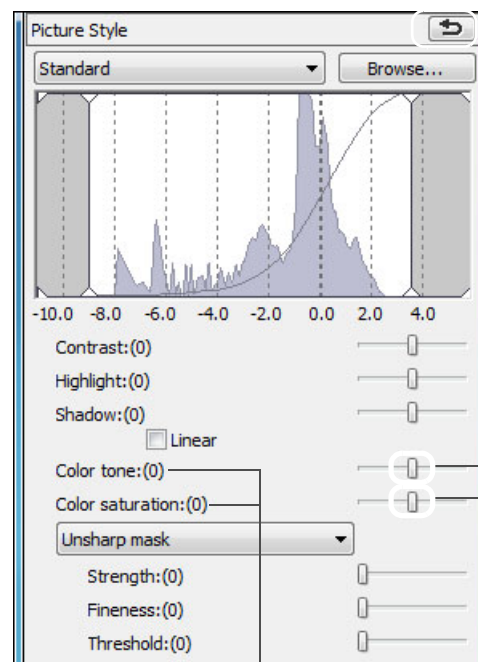 Picture Style
Standard
Browse...
-10.0 -8.0 -6.0 -4.0 -2.0 0.0 2.0 4.0
Contrast:(0)
Highlight:(0)
Shadow:(0)
Linear
Color tone:(0)
Color saturation:(0)
Unsharp mask
Strength:(0)
Fineness:(0)
Threshold:(0)